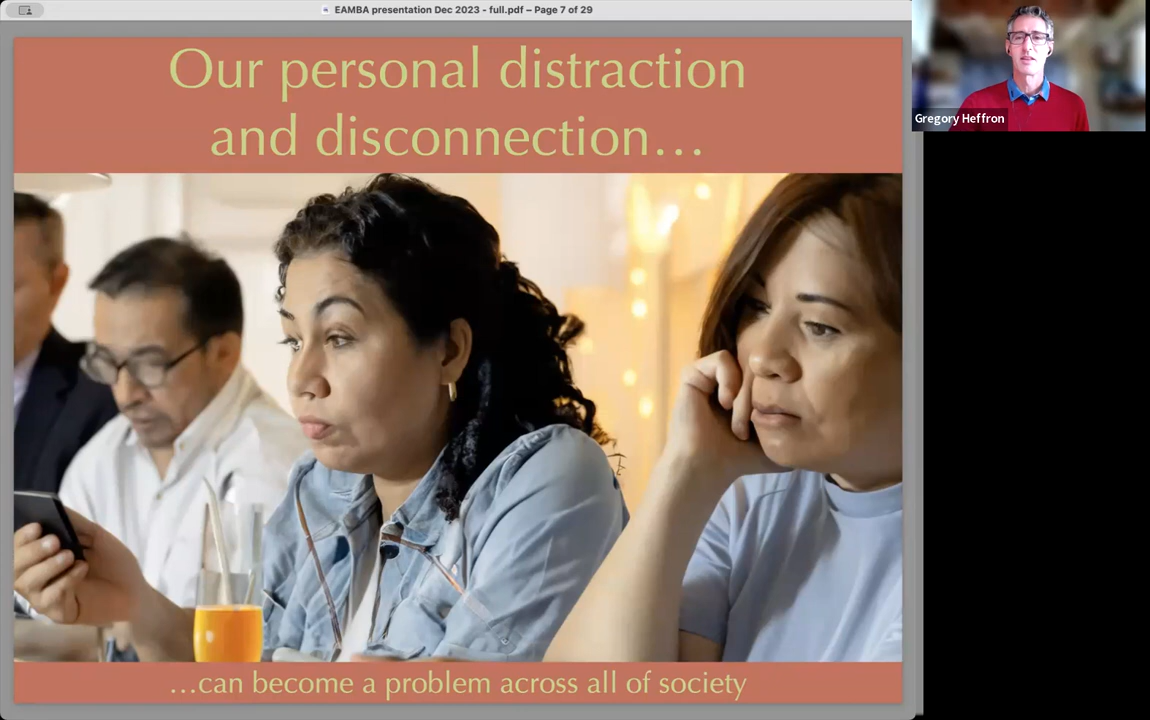 EAMBA presentation Dec 2023 - full.pdf – Page 7 of 29
Our personal distraction
and disconnection…
Gregory Heffron
…can become a problem across all of society